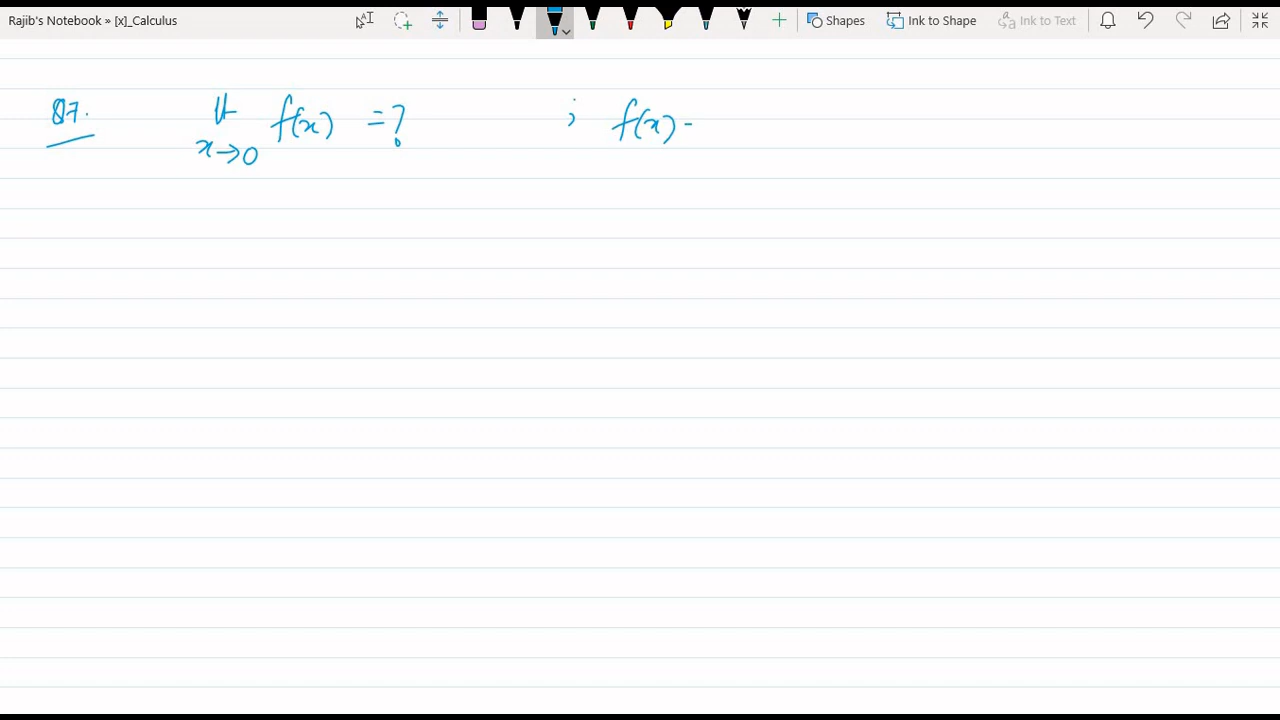 Rajib's Notebook » [x]_Calculus
Shapes
Ink to Shape
Ink to Text
Q7. lt f(x) = ? ; f(x) -
x→0